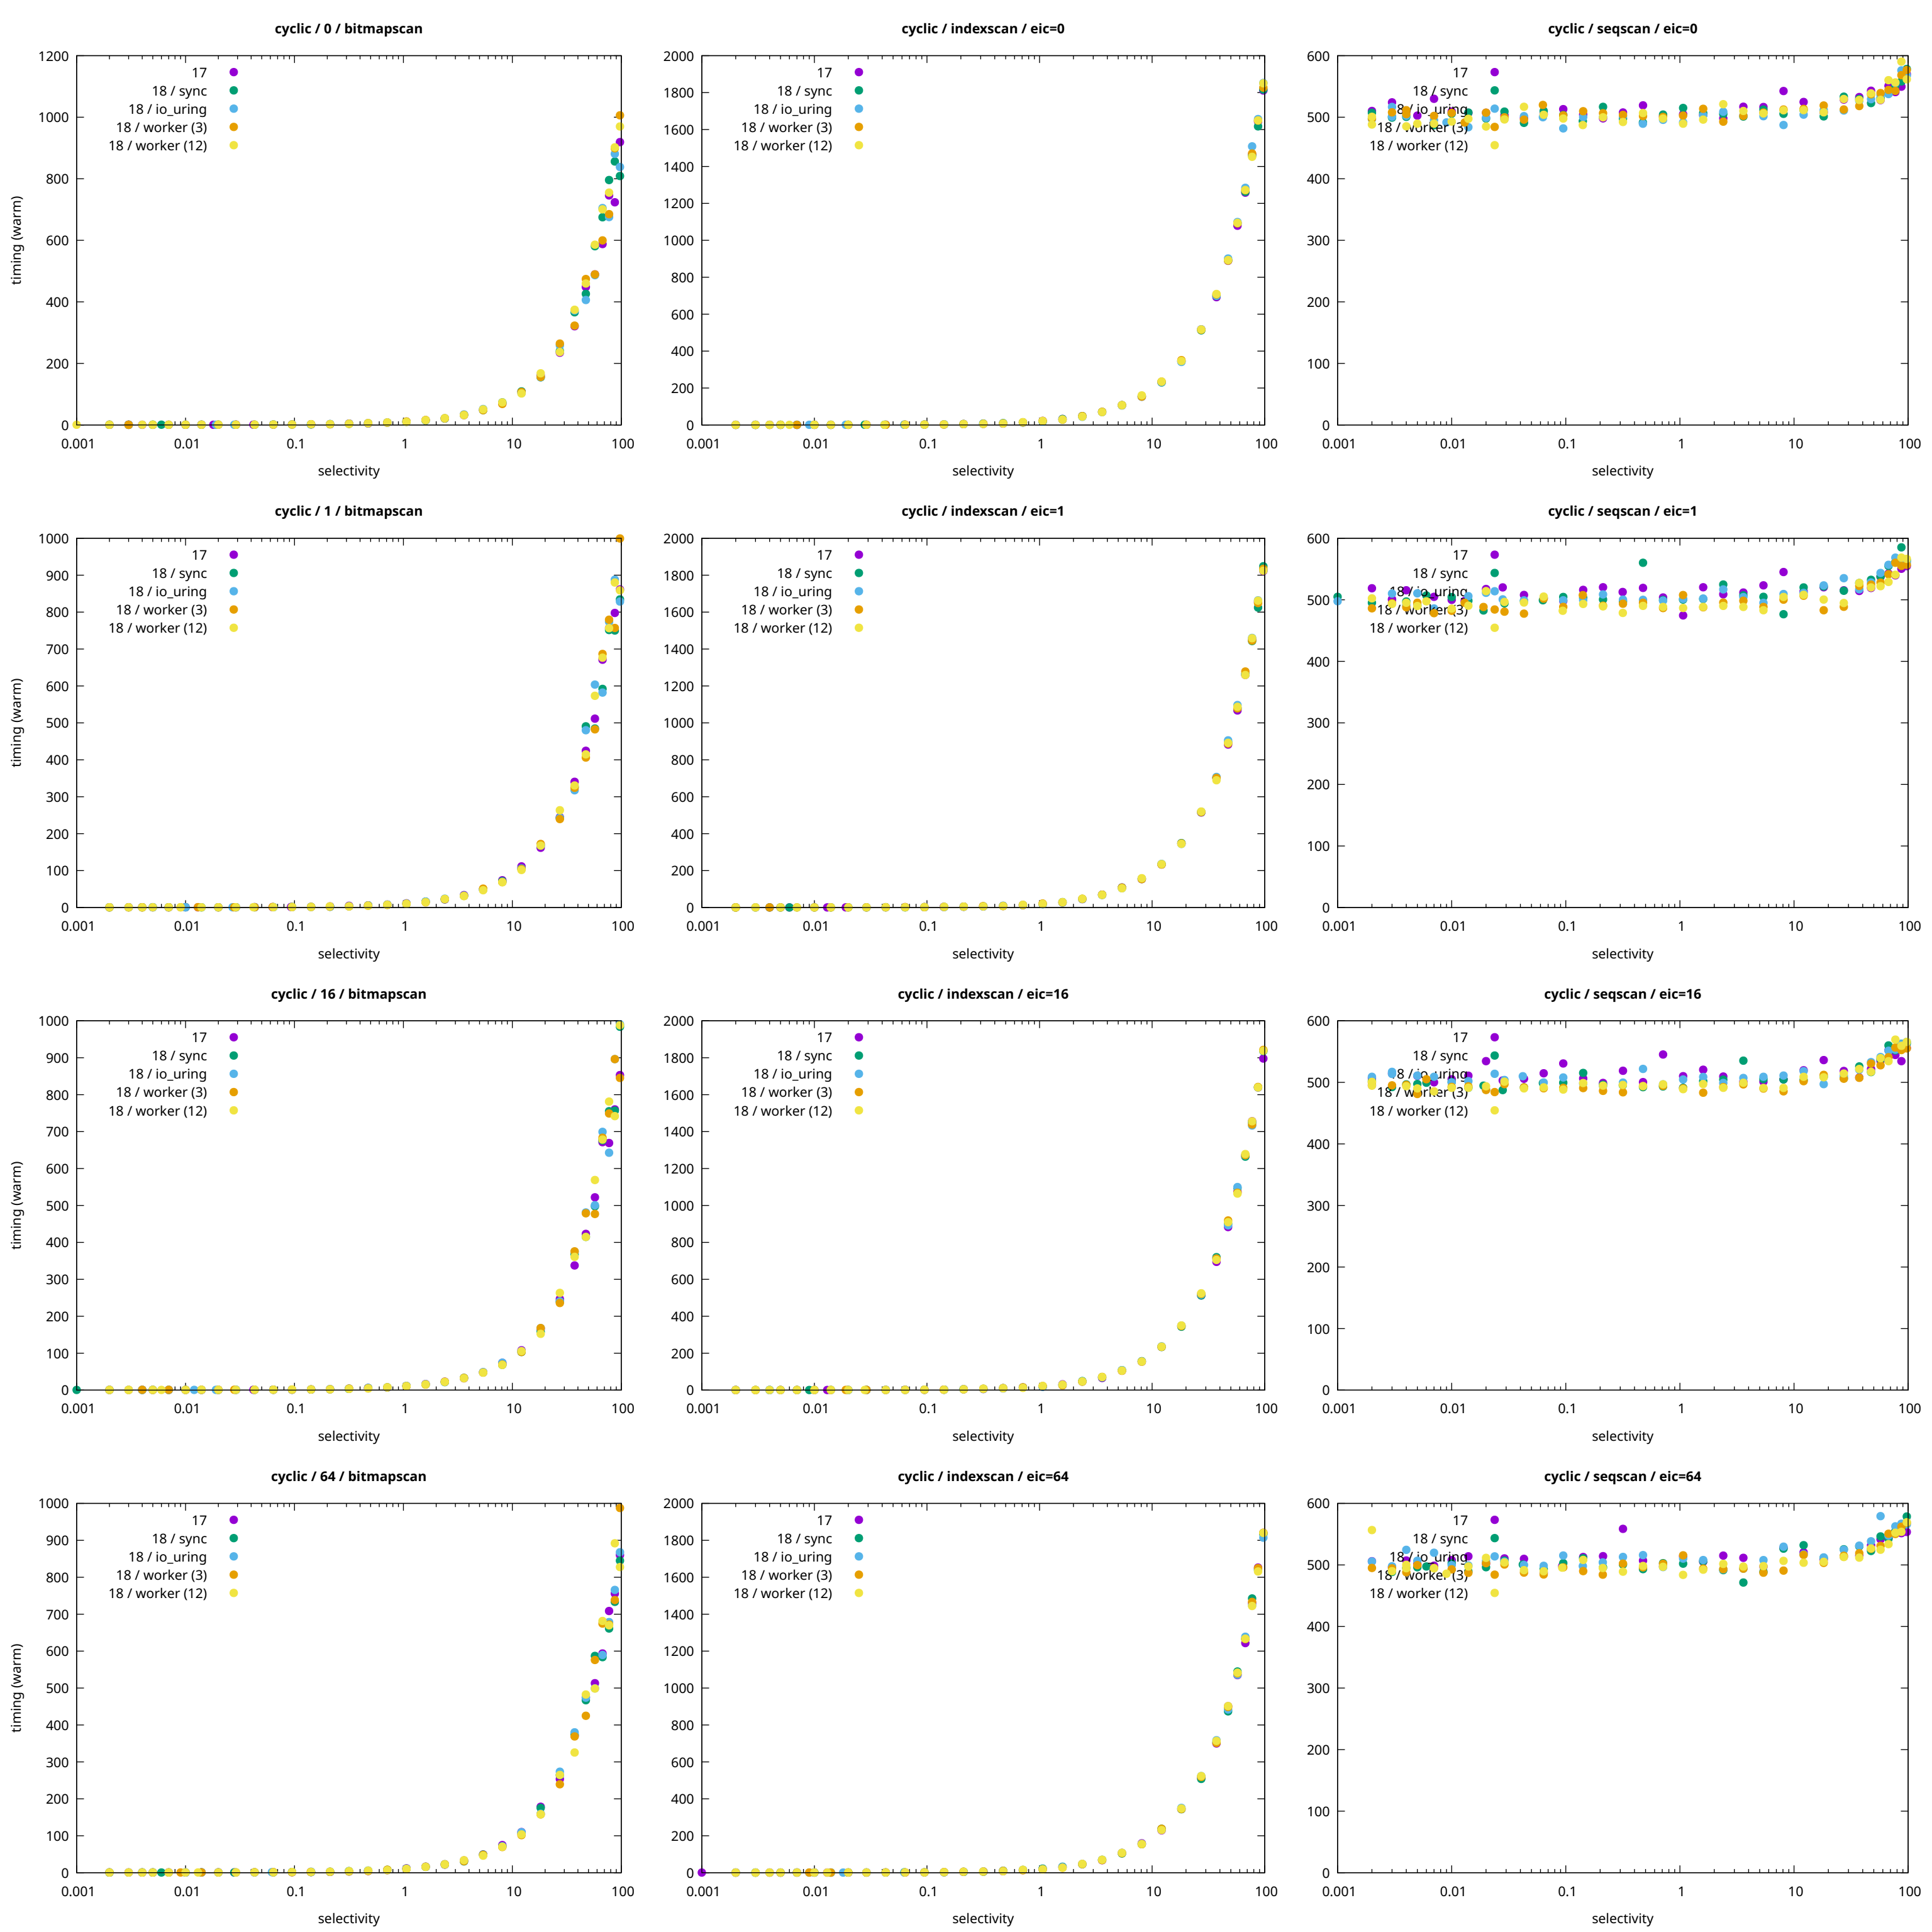 cyclic / 0 / bitmapscan
1200
1000
800
600
400
200
0
0.001 0.01 0.1 1 10 100
timing (warm)
selectivity
17
18 / sync
18 / io_uring
18 / worker (3)
18 / worker (12)
cyclic / indexscan / eic=0
2000
1800
1600
1400
1200
1000
800
600
400
200
0
0.001 0.01 0.1 1 10 100
selectivity
17
18 / sync
18 / io_uring
18 / worker (3)
18 / worker (12)
cyclic / seqscan / eic=0
600
500
400
300
200
100
0
0.001 0.01 0.1 1 10 100
selectivity
17
18 / sync
18 / io_uring
18 / worker (3)
18 / worker (12)
cyclic / 1 / bitmapscan
1000
900
800
700
600
500
400
300
200
100
0
0.001 0.01 0.1 1 10 100
timing (warm)
selectivity
17
18 / sync
18 / io_uring
18 / worker (3)
18 / worker (12)
cyclic / indexscan / eic=1
2000
1800
1600
1400
1200
1000
800
600
400
200
0
0.001 0.01 0.1 1 10 100
selectivity
17
18 / sync
18 / io_uring
18 / worker (3)
18 / worker (12)
cyclic / seqscan / eic=1
600
500
400
300
200
100
0
0.001 0.01 0.1 1 10 100
selectivity
17
18 / sync
18 / io_uring
18 / worker (3)
18 / worker (12)
cyclic / 16 / bitmapscan
1000
900
800
700
600
500
400
300
200
100
0
0.001 0.01 0.1 1 10 100
timing (warm)
selectivity
17
18 / sync
18 / io_uring
18 / worker (3)
18 / worker (12)
cyclic / indexscan / eic=16
2000
1800
1600
1400
1200
1000
800
600
400
200
0
0.001 0.01 0.1 1 10 100
selectivity
17
18 / sync
18 / io_uring
18 / worker (3)
18 / worker (12)
cyclic / seqscan / eic=16
600
500
400
300
200
100
0
0.001 0.01 0.1 1 10 100
selectivity
17
18 / sync
18 / io_uring
18 / worker (3)
18 / worker (12)
cyclic / 64 / bitmapscan
1000
900
800
700
600
500
400
300
200
100
0
0.001 0.01 0.1 1 10 100
timing (warm)
selectivity
17
18 / sync
18 / io_uring
18 / worker (3)
18 / worker (12)
cyclic / indexscan / eic=64
2000
1800
1600
1400
1200
1000
800
600
400
200
0
0.001 0.01 0.1 1 10 100
selectivity
17
18 / sync
18 / io_uring
18 / worker (3)
18 / worker (12)
cyclic / seqscan / eic=64
600
500
400
300
200
100
0
0.001 0.01 0.1 1 10 100
selectivity
17
18 / sync
18 / io_uring
18 / worker (3)
18 / worker (12)